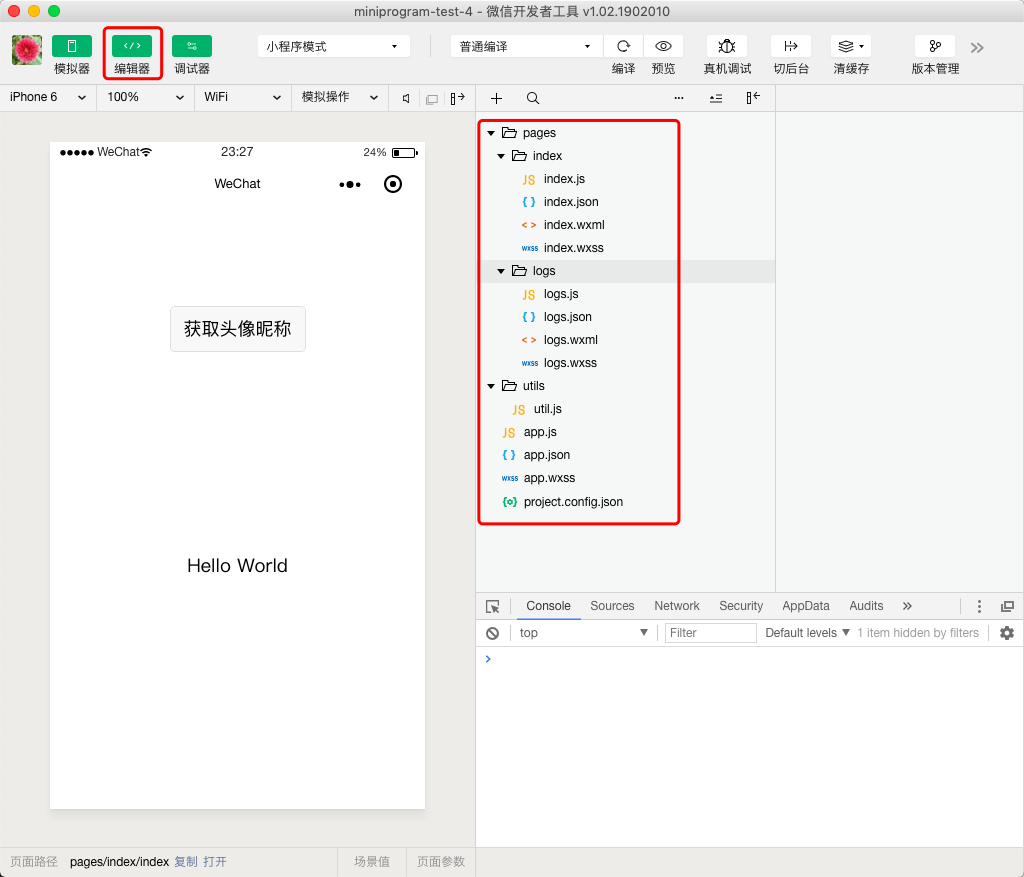 miniprogram-test-4 - 微信开发者工具 v1.02.1902010
模拟器 编辑器 调试器 小程序模式 普通编译 编译 预览 真机调试 切后台 清缓存 版本管理
iPhone 6 100% WiFi 模拟操作
WeChat 23:27 24%
WeChat
获取头像昵称
Hello World
pages
index
JS index.js
{ } index.json
< > index.wxml
wxss index.wxss
logs
JS logs.js
{ } logs.json
< > logs.wxml
wxss logs.wxss
utils
JS util.js
JS app.js
{ } app.json
wxss app.wxss
project.config.json
Console Sources Network Security AppData Audits »
top Filter Default levels 1 item hidden by filters
页面路径 pages/index/index 复制 打开 场景值 页面参数